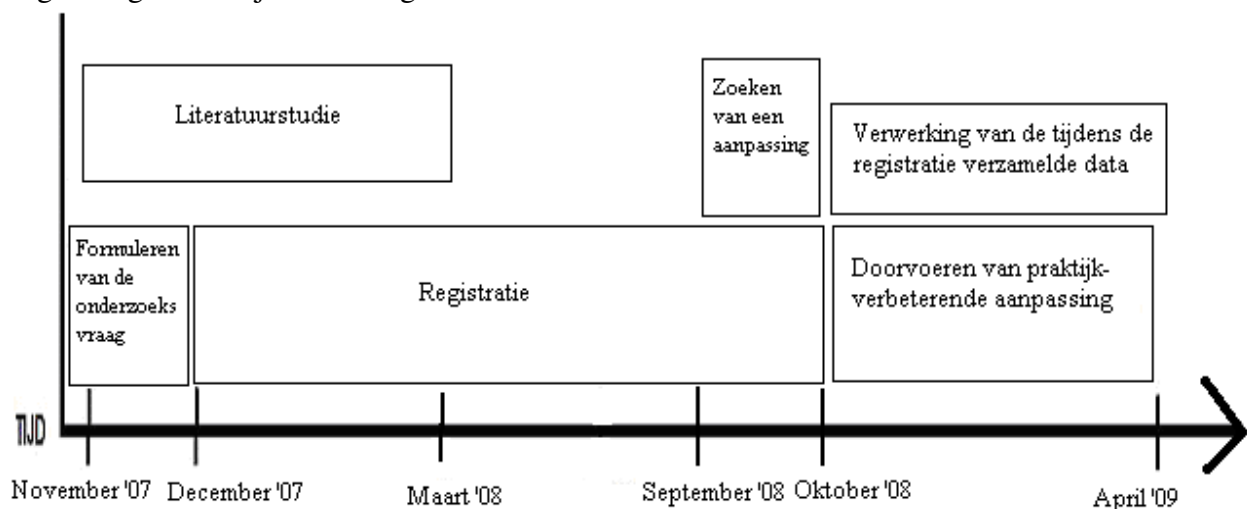 Literatuurstudie
Zoeken
van een
aanpassing
Verwerking van de tijdens de
registratie verzamelde data
Formuleren
van de
onderzoeks
vraag
Registratie
Doorvoeren van praktijk-
verbeterende aanpassing
TIJD
November '07 December '07 Maart '08 September '08 Oktober '08 April '09